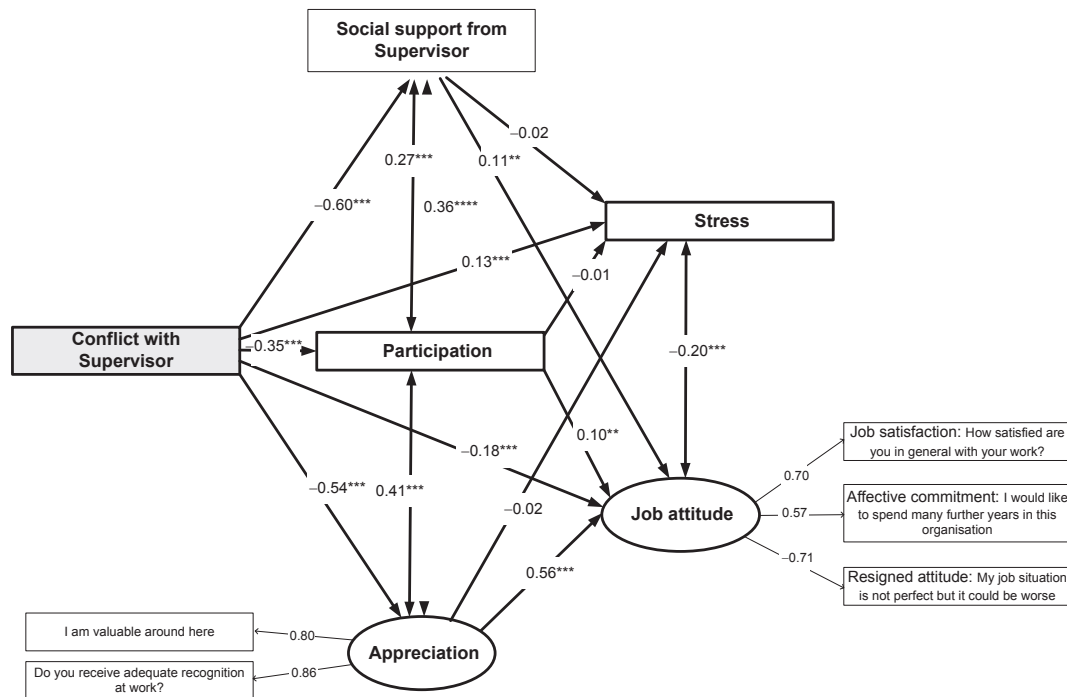 Social support from
Supervisor
−0.02
0.27***
0.11**
−0.60***
0.36****
Stress
0.13***
−0.01
Conflict with
Supervisor
−0.35***
Participation
−0.20***
0.10**
Job satisfaction: How satisfied are
you in general with your work?
−0.18***
0.70
−0.54***
0.41***
−0.02
Job attitude
0.57
Affective commitment: I would like
to spend many further years in this
organisation
−0.71
0.56***
Resigned attitude: My job situation
is not perfect but it could be worse
I am valuable around here
0.80
Appreciation
Do you receive adequate recognition
at work?
0.86